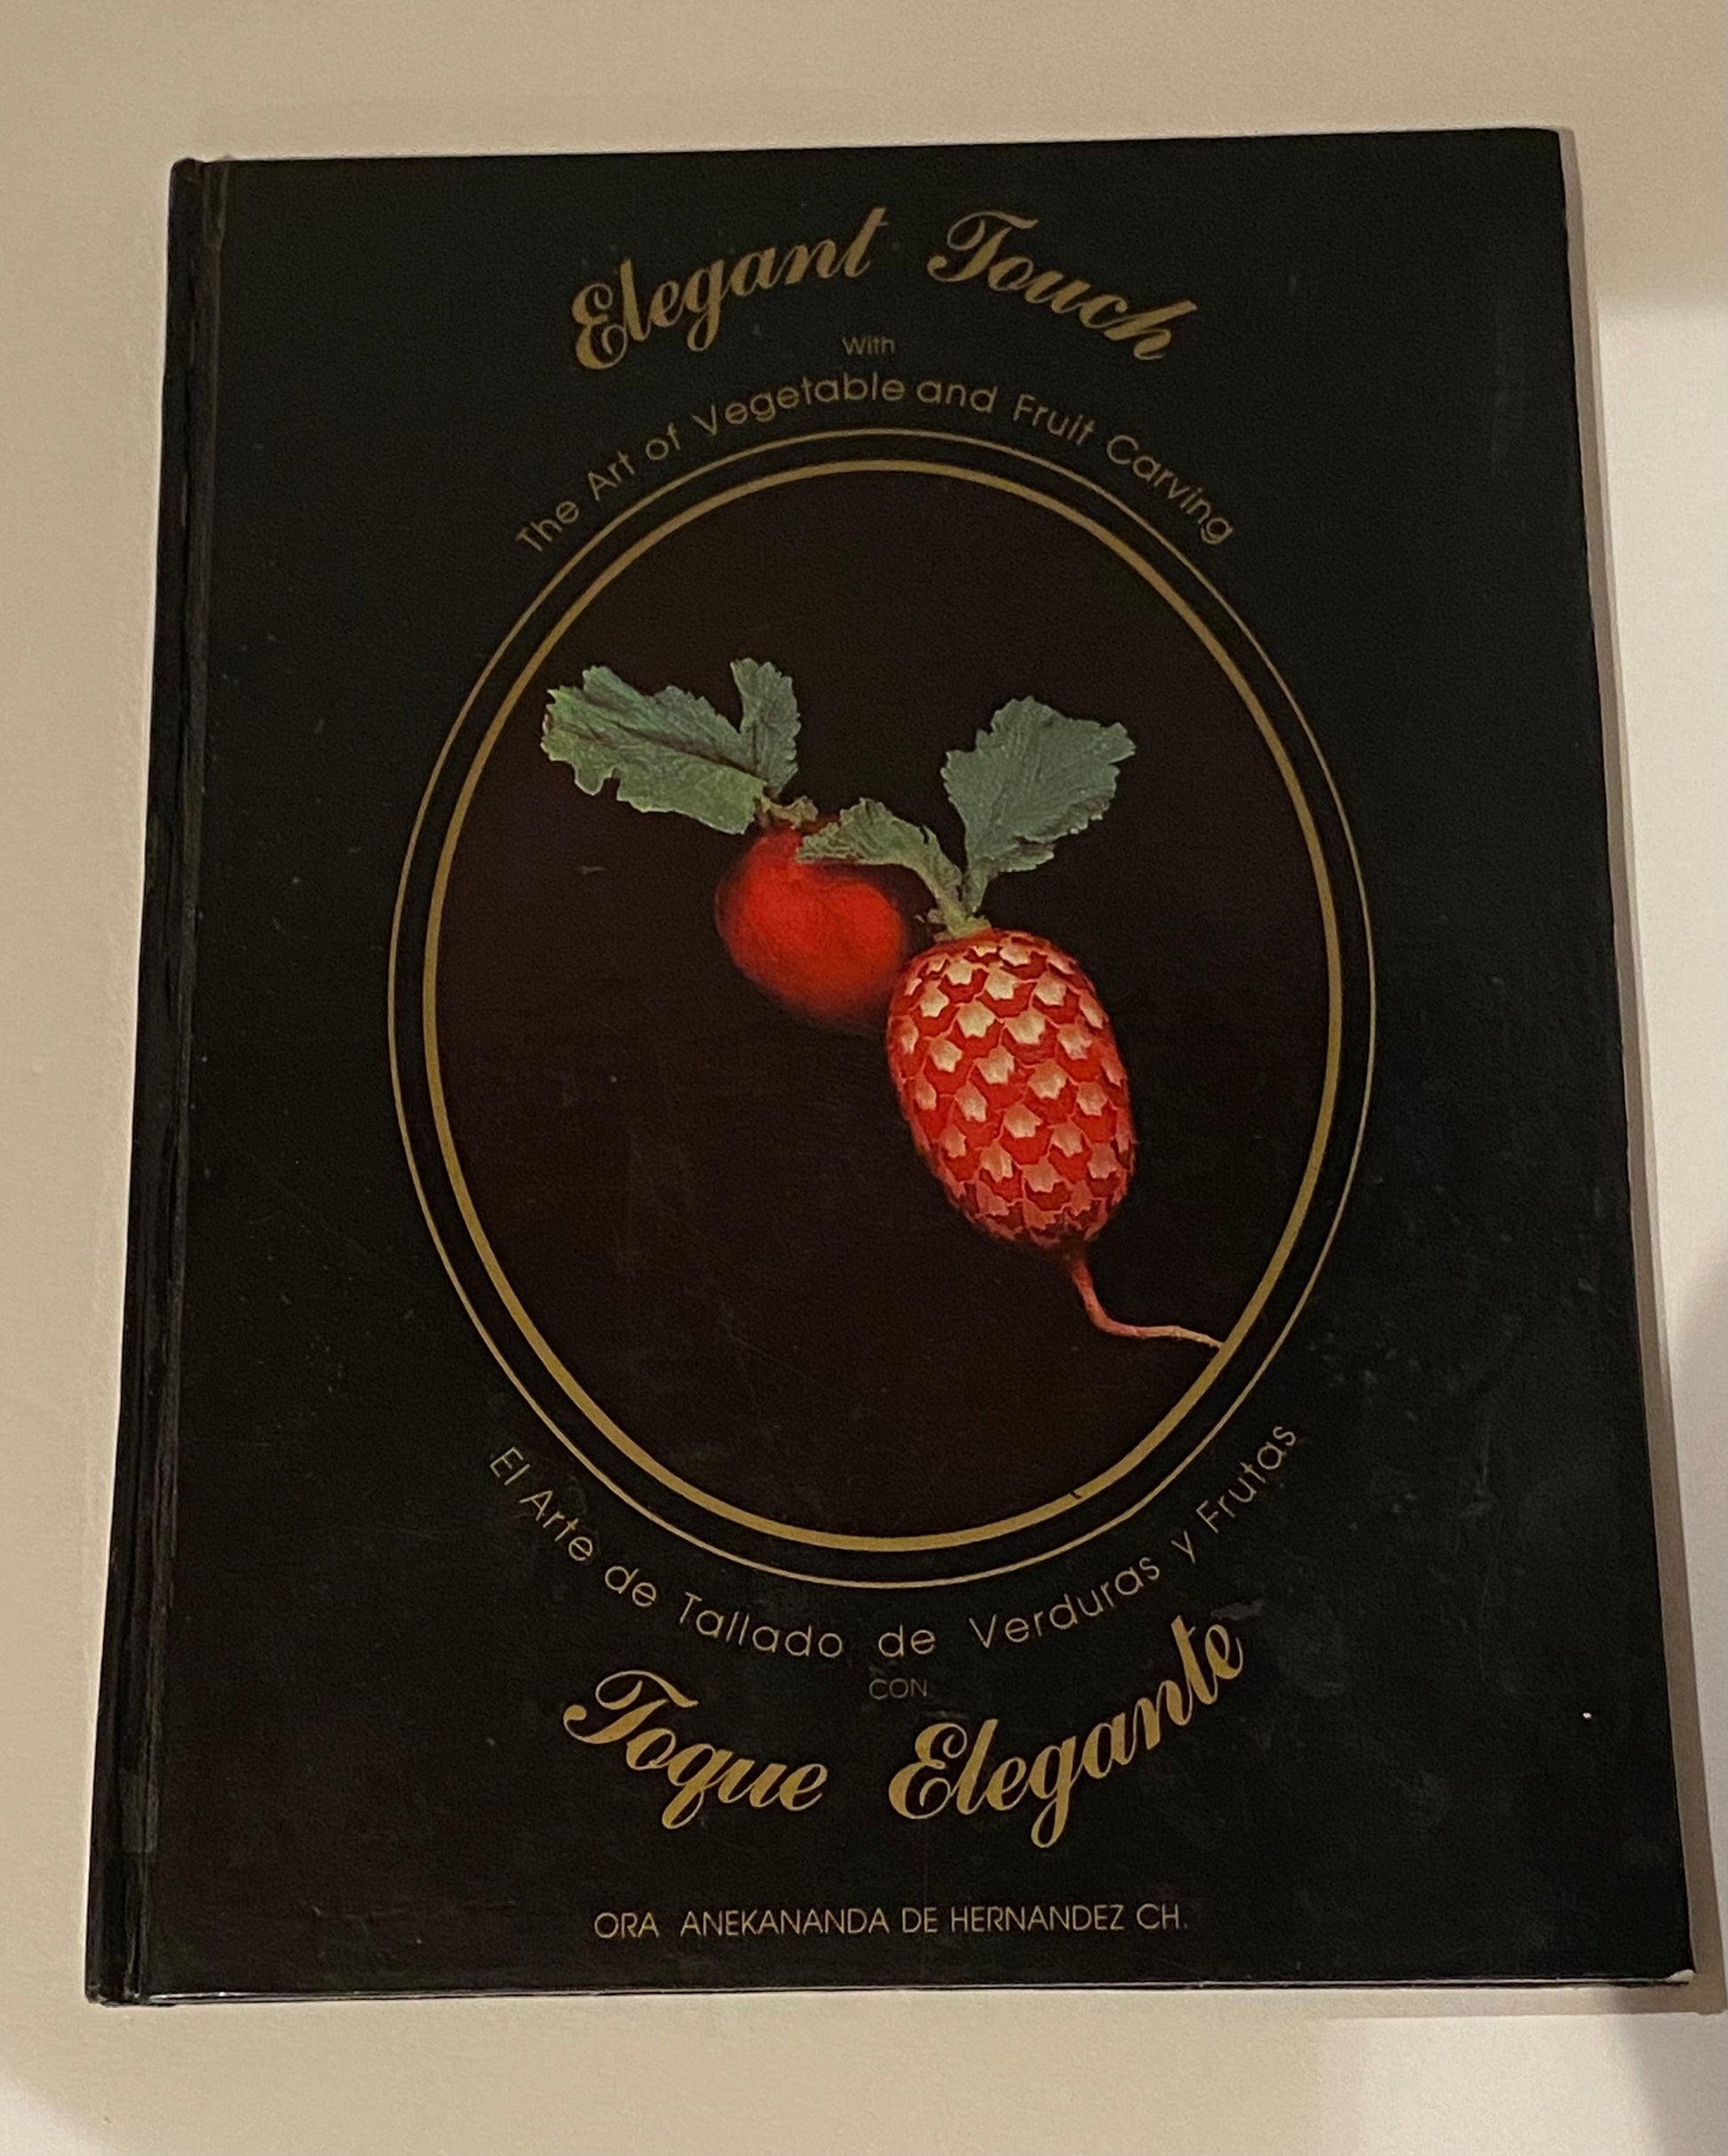 Elegant Touch
With
The Art of Vegetable and Fruit Carving
El Arte de Tallado de Verduras y Frutas
CON
Toque Elegante
ORA ANEKANANDA DE HERNANDEZ CH.